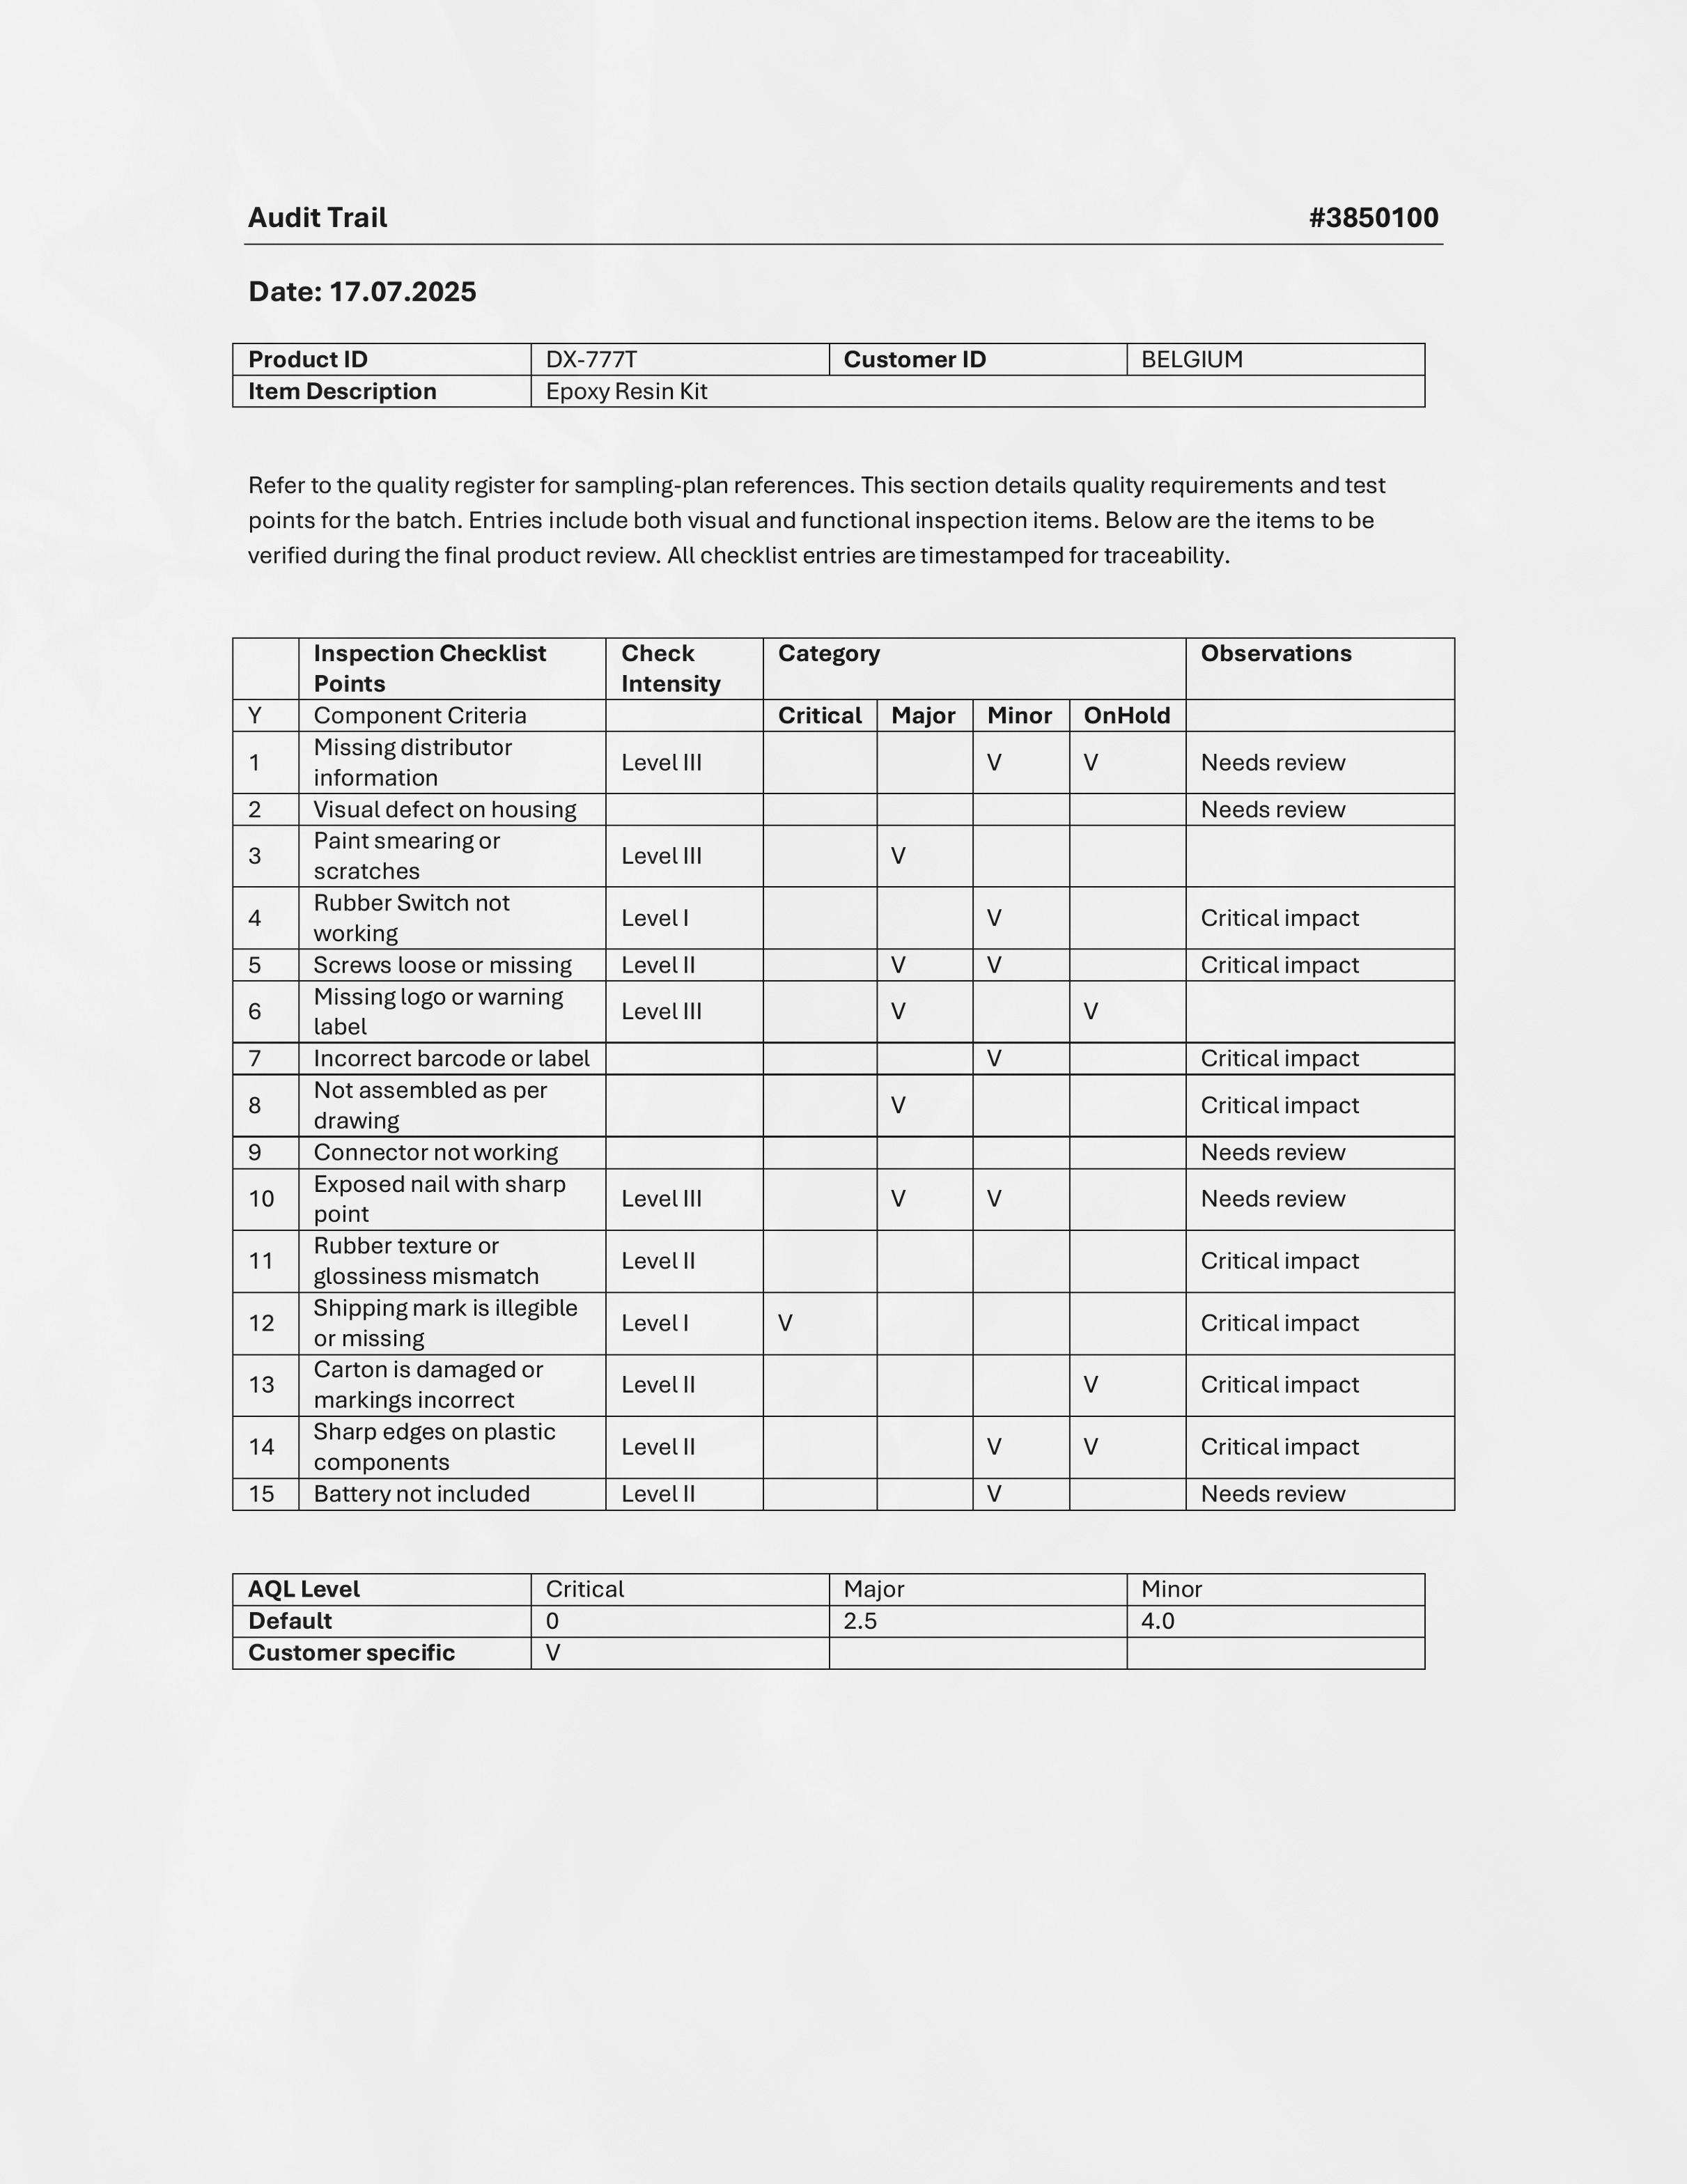 Audit Trail #3850100
Date: 17.07.2025
Product ID DX-777T Customer ID BELGIUM
Item Description Epoxy Resin Kit
Refer to the quality register for sampling-plan references. This section details quality requirements and test
points for the batch. Entries include both visual and functional inspection items. Below are the items to be
verified during the final product review. All checklist entries are timestamped for traceability.
Inspection Checklist Check Category Observations
Points Intensity
Y Component Criteria Critical Major Minor OnHold
1 Missing distributor information Level III V V Needs review
2 Visual defect on housing Needs review
3 Paint smearing or scratches Level III V
4 Rubber Switch not working Level I V Critical impact
5 Screws loose or missing Level II V V Critical impact
6 Missing logo or warning label Level III V V
7 Incorrect barcode or label V Critical impact
8 Not assembled as per drawing V Critical impact
9 Connector not working Needs review
10 Exposed nail with sharp point Level III V V Needs review
11 Rubber texture or glossiness mismatch Level II Critical impact
12 Shipping mark is illegible or missing Level I V Critical impact
13 Carton is damaged or markings incorrect Level II V Critical impact
14 Sharp edges on plastic components Level II V V Critical impact
15 Battery not included Level II V Needs review
AQL Level Critical Major Minor
Default 0 2.5 4.0
Customer specific V